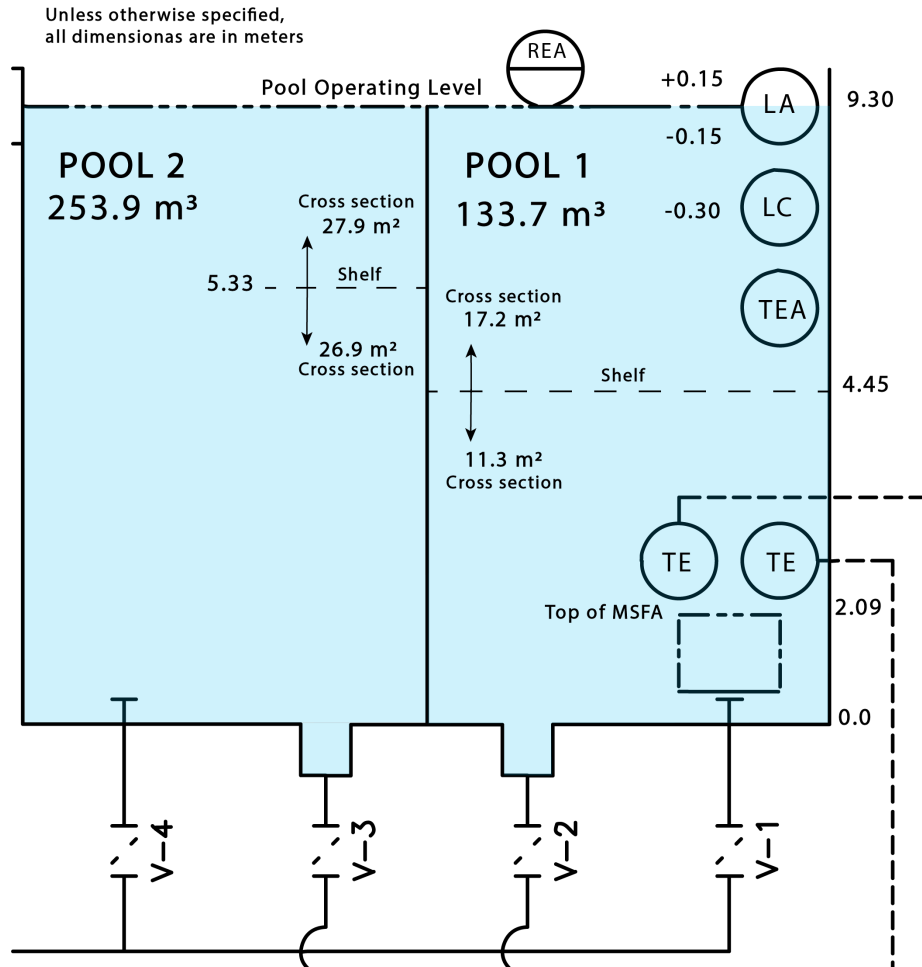 Unless otherwise specified,
all dimensionas are in meters
REA
Pool Operating Level
+0.15
LA
9.30
-0.15
POOL 2
253.9 m³
POOL 1
133.7 m³
-0.30
LC
Cross section
27.9 m²
5.33
Shelf
TEA
Cross section
17.2 m²
26.9 m²
Cross section
Shelf
4.45
11.3 m²
Cross section
TE
TE
Top of MSFA
2.09
0.0
V-4
V-3
V-2
V-1